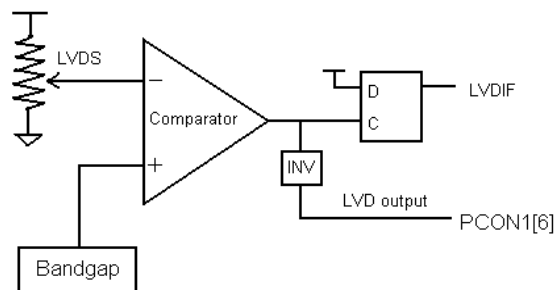 LVDS
−
Comparator
+
Bandgap
D
C
LVDIF
INV
LVD output
PCON1[6]